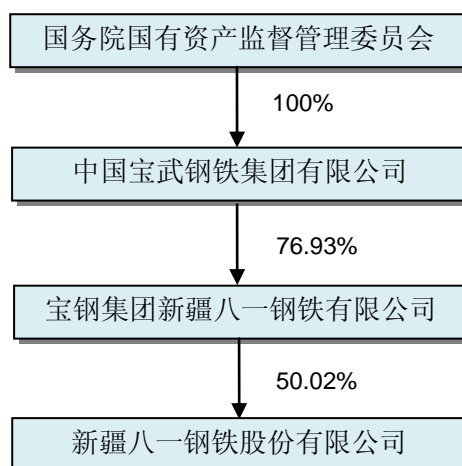 国务院国有资产监督管理委员会
100%
中国宝武钢铁集团有限公司
76.93%
宝钢集团新疆八一钢铁有限公司
50.02%
新疆八一钢铁股份有限公司